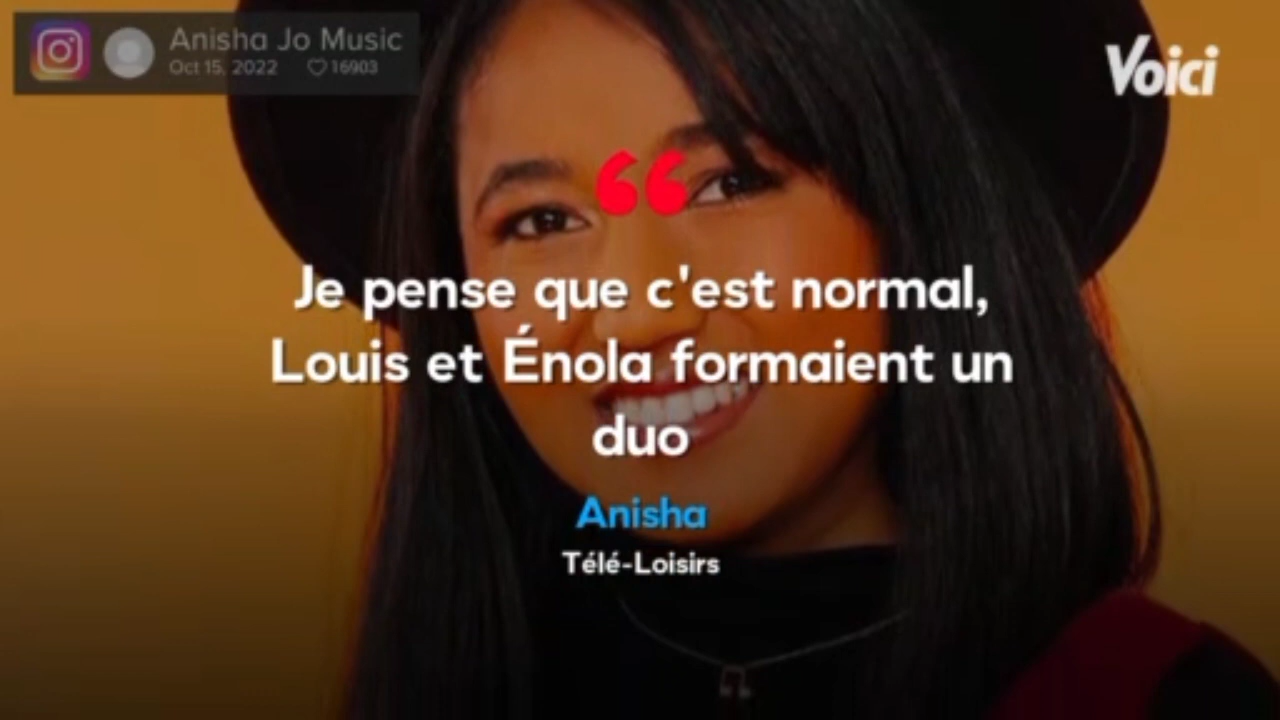 Anisha Jo Music
Oct 15, 2022 16903
Voici
“
Je pense que c'est normal,
Louis et Énola formaient un
duo
Anisha
Télé-Loisirs